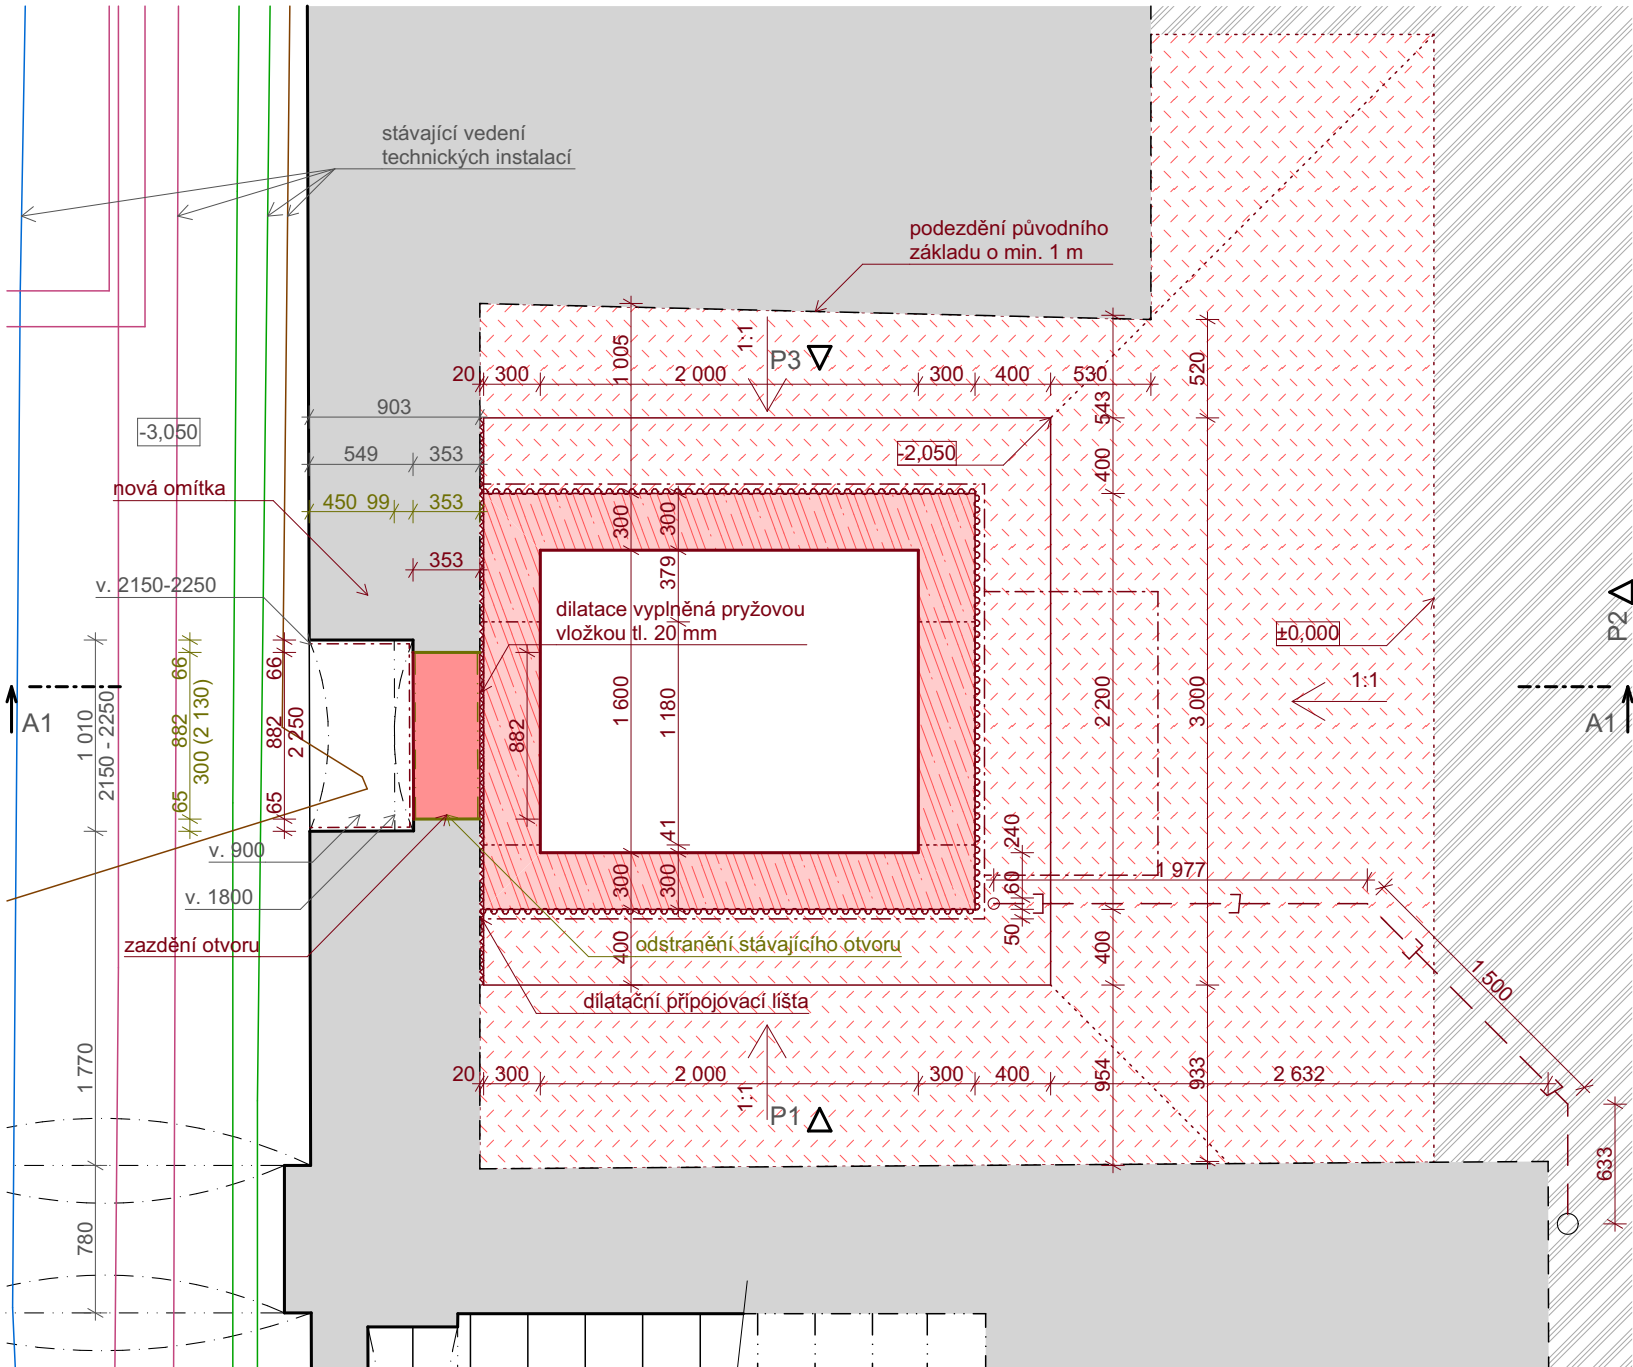 stávající vedení
technických instalací
podezdění původního
základu o min. 1 m
1 005
1:1
P3
520
20 300 2 000 300 400 530
543
903
-3,050
549 353
-2,050
400
nová omítka
450 99 353
300 300
353
379
v. 2150-2250
dilatace vyplněná pryžovou
vložkou tl. 20 mm
±0,000
P2
66 66
1:1
A1
1 010
2150 - 2250
882
300 (2 130)
882
2 250
882
1 600
1 180
2 200
3 000
A1
65 65
41
240
v. 900
1 977
300 300
60
v. 1800
zazdění otvoru
odstranění stávajícího otvoru
400
50
400
1 500
dilatační připojovací lišta
1 770
20 300 2 000 300 400 2 632
954
933
1:1
P1
633
780